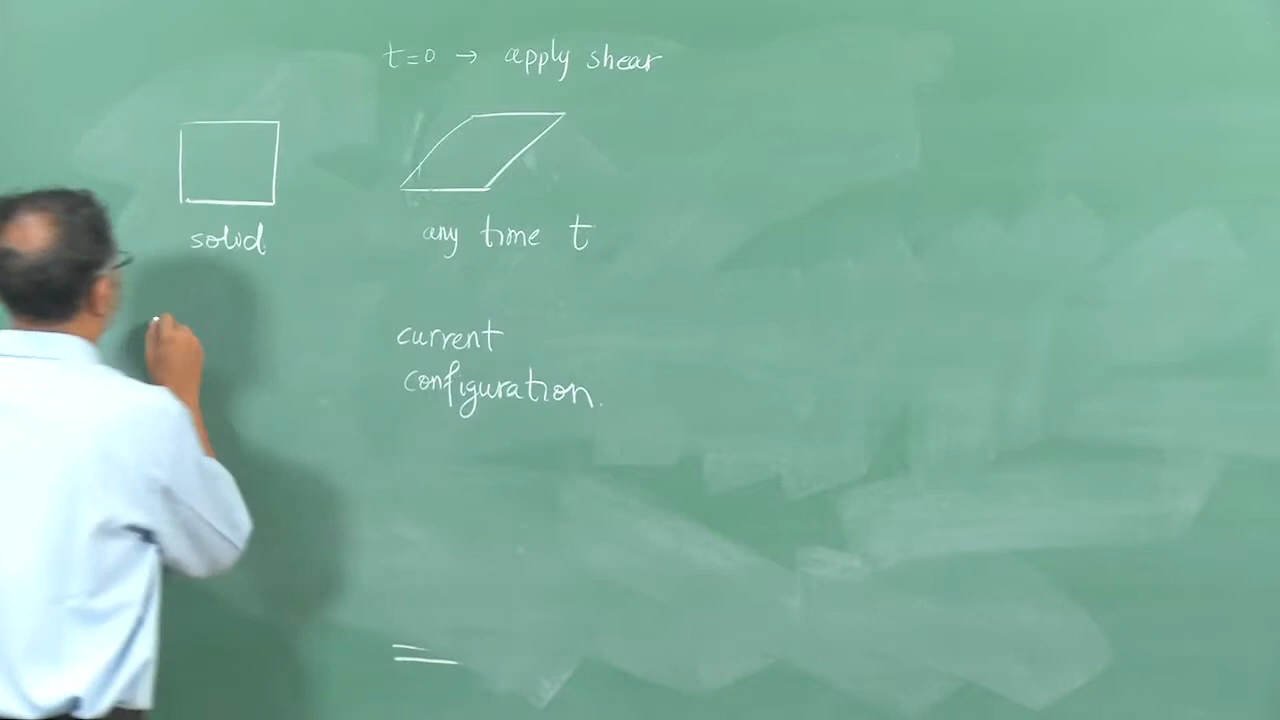 t=0 → apply shear
solid
any time t
current
configuration.